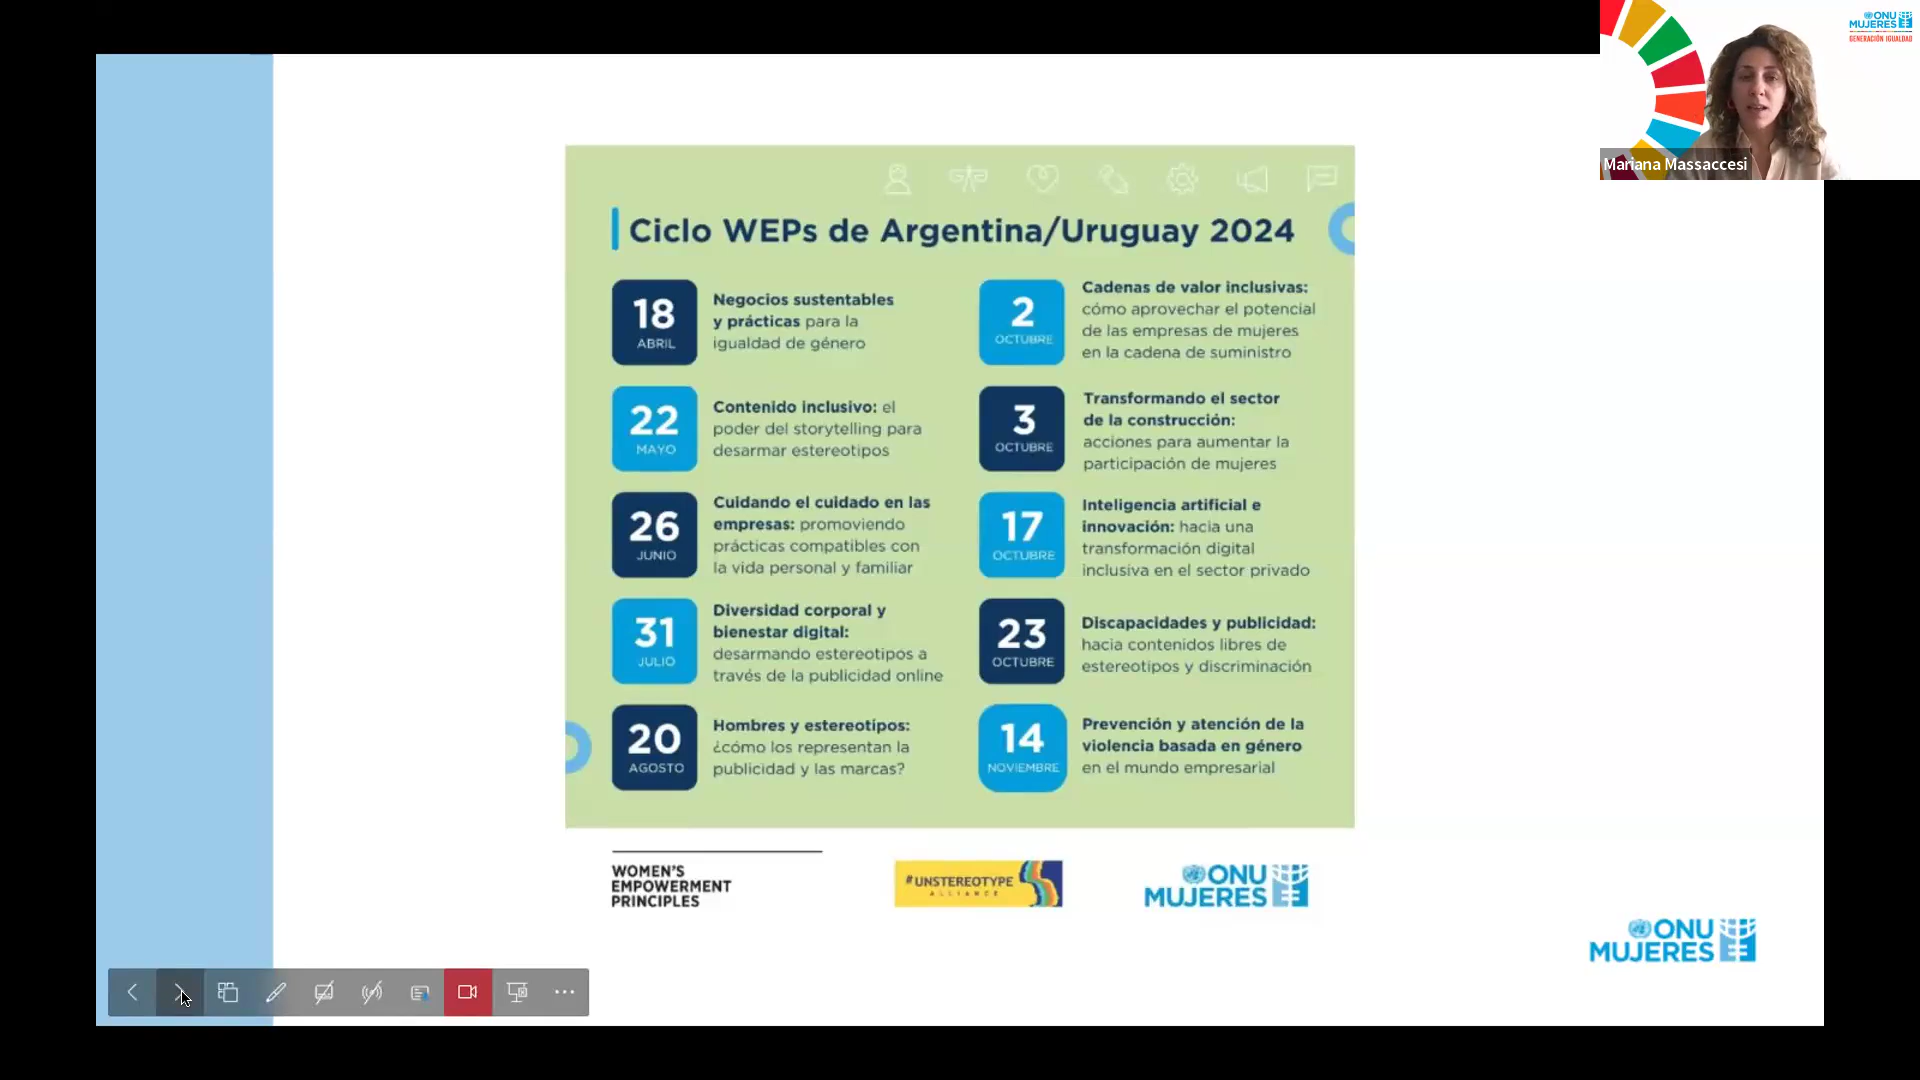 ONU
MUJERES
GENERACIÓN IGUALDAD
Mariana Massaccesi
Ciclo WEPs de Argentina/Uruguay 2024
18
ABRIL
Negocios sustentables
y prácticas para la
igualdad de género
22
MAYO
Contenido inclusivo: el
poder del storytelling para
desarmar estereotipos
26
JUNIO
Cuidando el cuidado en las
empresas: promoviendo
prácticas compatibles con
la vida personal y familiar
31
JULIO
Diversidad corporal y
bienestar digital:
desarmando estereotipos a
través de la publicidad online
20
AGOSTO
Hombres y estereotipos:
¿cómo los representan la
publicidad y las marcas?
2
OCTUBRE
Cadenas de valor inclusivas:
cómo aprovechar el potencial
de las empresas de mujeres
en la cadena de suministro
3
OCTUBRE
Transformando el sector
de la construcción:
acciones para aumentar la
participación de mujeres
17
OCTUBRE
Inteligencia artificial e
innovación: hacia una
transformación digital
inclusiva en el sector privado
23
OCTUBRE
Discapacidades y publicidad:
hacia contenidos libres de
estereotipos y discriminación
14
NOVIEMBRE
Prevención y atención de la
violencia basada en género
en el mundo empresarial
WOMEN'S
EMPOWERMENT
PRINCIPLES
#UNSTEREOTYPE
ALLIANCE
ONU
MUJERES
ONU
MUJERES